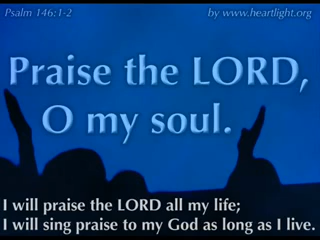 Psalm 146:1-2 by www.heartlight.org
Praise the LORD,
O my soul.
I will praise the LORD all my life;
I will sing praise to my God as long as I live.